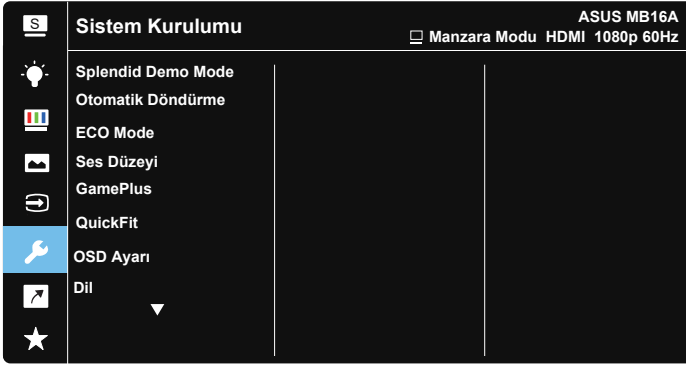 S
Sistem Kurulumu
ASUS MB16A
Manzara Modu HDMI 1080p 60Hz
Splendid Demo Mode
Otomatik Döndürme
ECO Mode
Ses Düzeyi
GamePlus
QuickFit
OSD Ayarı
Dil